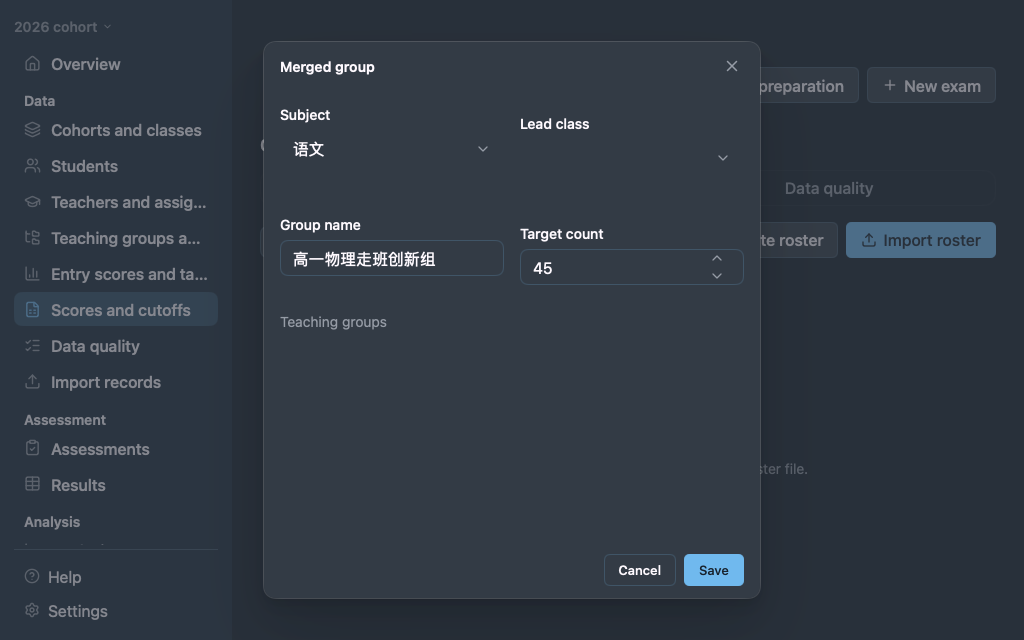 2026 cohort
Overview
Data
Cohorts and classes
Students
Teachers and assig...
Teaching groups a...
Entry scores and ta...
Scores and cutoffs
Data quality
Import records
Assessment
Assessments
Results
Analysis
Help
Settings
preparation
New exam
Data quality
te roster
Import roster
ster file.
Merged group
Subject
语文
Lead class
Group name
高一物理走班创新组
Target count
45
Teaching groups
Cancel
Save